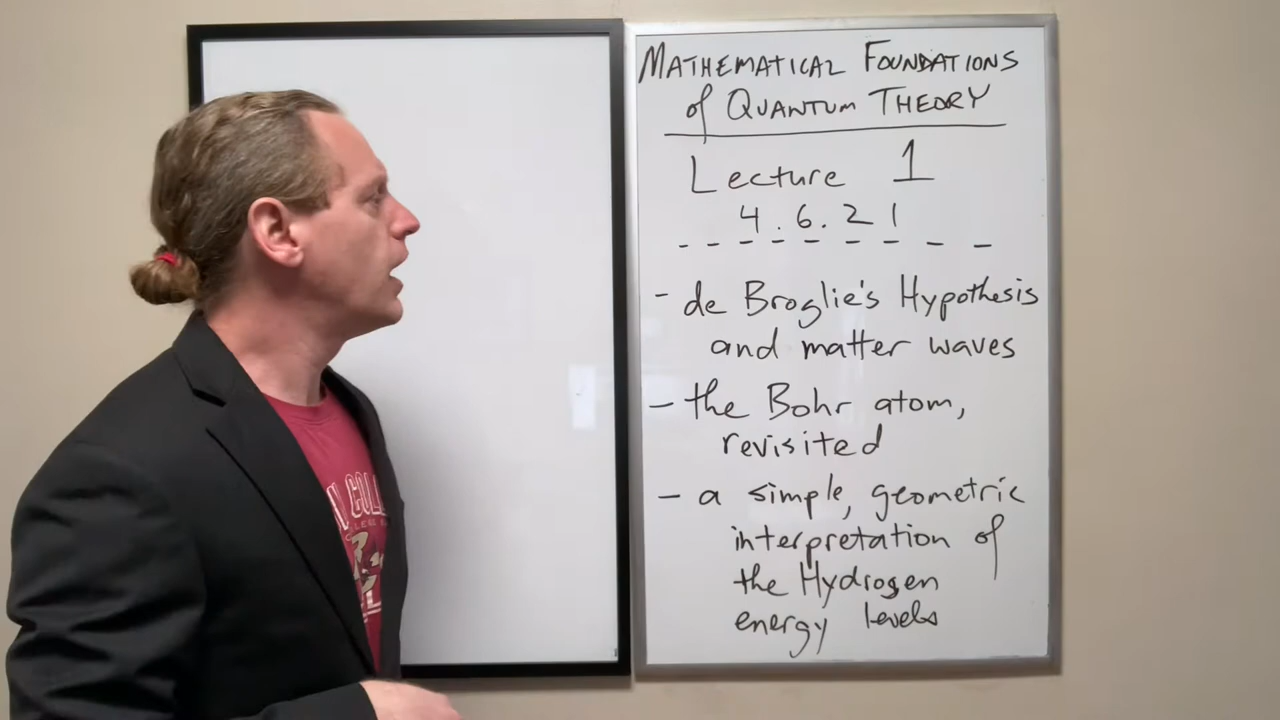 MATHEMATICAL FOUNDATIONS
of QUANTUM THEORY
Lecture 1
4.6.21
- de Broglie's Hypothesis
and matter waves
- the Bohr atom,
revisited
- a simple, geometric
interpretation of
the Hydrogen
energy levels